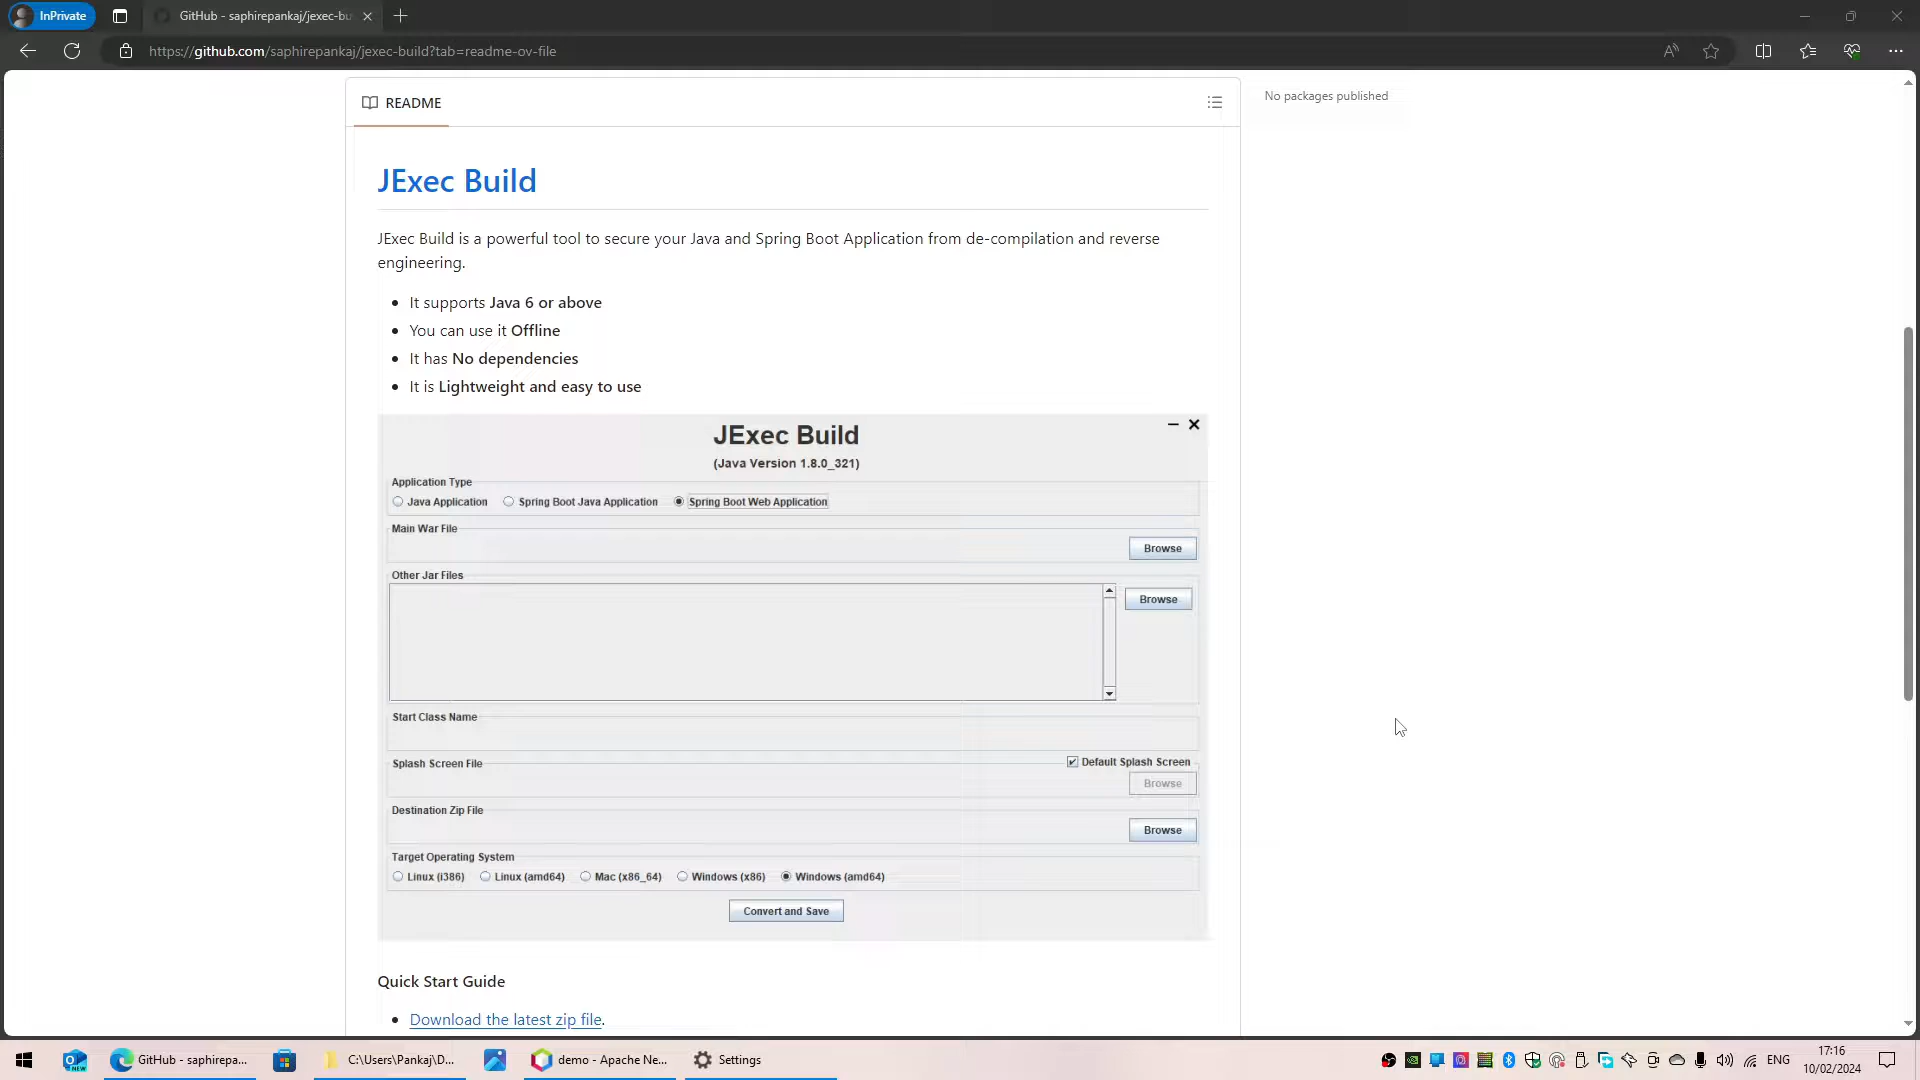 InPrivate
GitHub - saphirepankaj/jexec-bu
https://github.com/saphirepankaj/jexec-build?tab=readme-ov-file
README
No packages published
JExec Build
JExec Build is a powerful tool to secure your Java and Spring Boot Application from de-compilation and reverse
engineering.
It supports Java 6 or above
You can use it Offline
It has No dependencies
It is Lightweight and easy to use
JExec Build
(Java Version 1.8.0_321)
Application Type
Java Application Spring Boot Java Application Spring Boot Web Application
Main War File
Browse
Other Jar Files
Browse
Start Class Name
Splash Screen File
Default Splash Screen
Browse
Destination Zip File
Browse
Target Operating System
Linux (i386) Linux (amd64) Mac (x86_64) Windows (x86) Windows (amd64)
Convert and Save
Quick Start Guide
Download the latest zip file.
GitHub - saphirepa...
C:\Users\Pankaj\D...
demo - Apache Ne...
Settings
ENG
17:16
10/02/2024